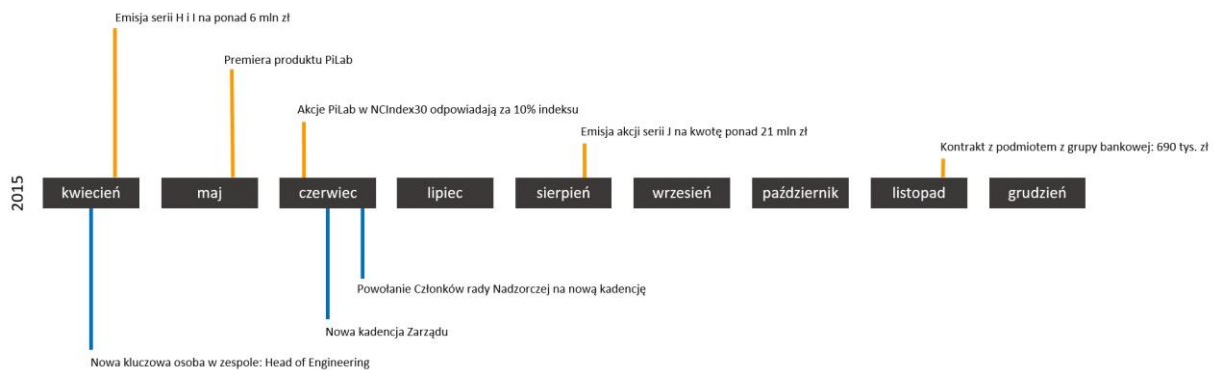 Emisja serii H i I na ponad 6 mln zł
Premiera produktu PiLab
Akcje PiLab w NCIndex30 odpowiadają za 10% indeksu
Emisja akcji serii J na kwotę ponad 21 mln zł
Kontrakt z podmiotem z grupy bankowej: 690 tys. zł
2015
kwiecień
maj
czerwiec
lipiec
sierpień
wrzesień
październik
listopad
grudzień
Powołanie Członków rady Nadzorczej na nową kadencję
Nowa kadencja Zarządu
Nowa kluczowa osoba w zespole: Head of Engineering